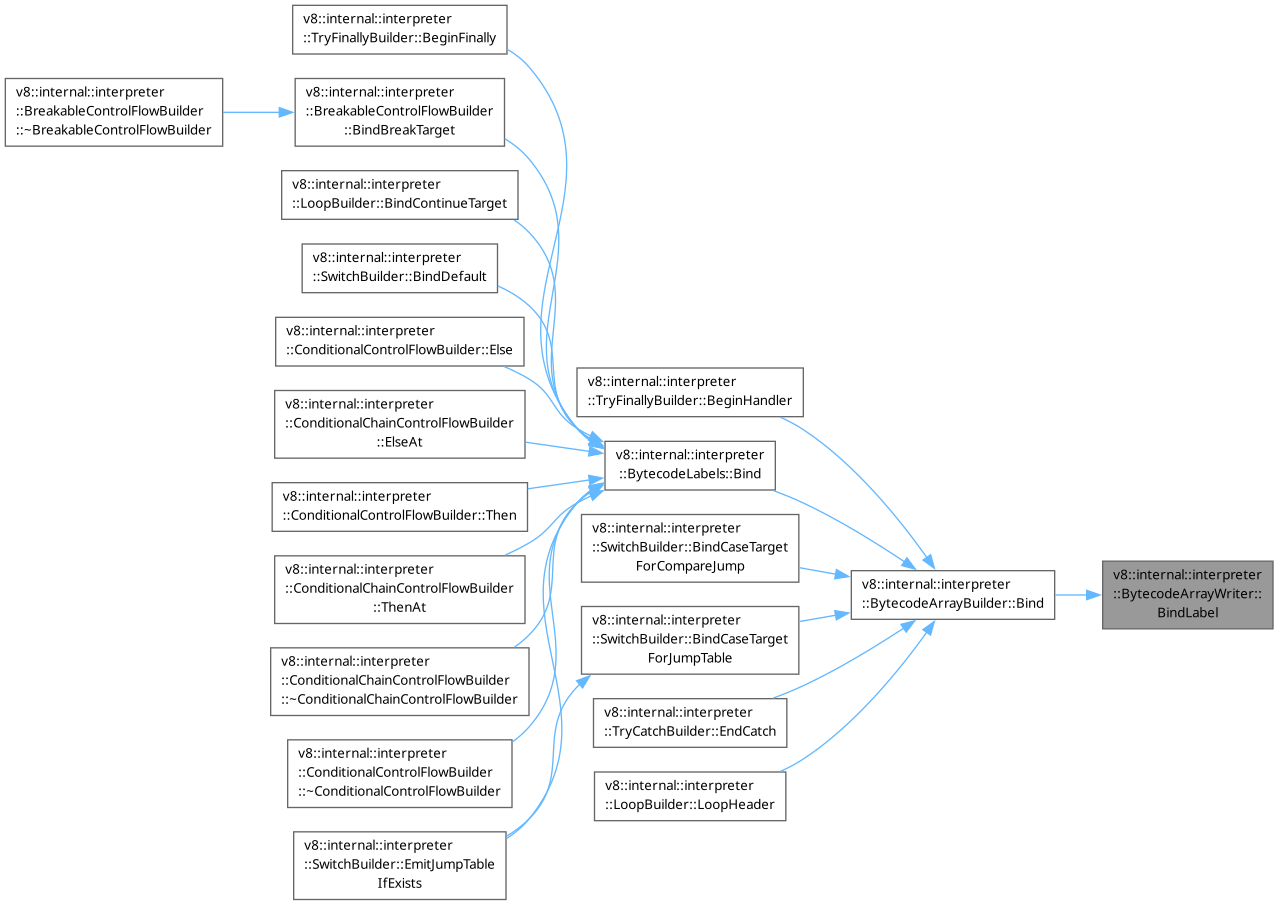 v8::internal::interpreter
::TryFinallyBuilder::BeginFinally
v8::internal::interpreter
::BreakableControlFlowBuilder
::~BreakableControlFlowBuilder
v8::internal::interpreter
::BreakableControlFlowBuilder
::BindBreakTarget
v8::internal::interpreter
::LoopBuilder::BindContinueTarget
v8::internal::interpreter
::SwitchBuilder::BindDefault
v8::internal::interpreter
::ConditionalControlFlowBuilder::Else
v8::internal::interpreter
::ConditionalChainControlFlowBuilder
::ElseAt
v8::internal::interpreter
::ConditionalControlFlowBuilder::Then
v8::internal::interpreter
::ConditionalChainControlFlowBuilder
::ThenAt
v8::internal::interpreter
::ConditionalChainControlFlowBuilder
::~ConditionalChainControlFlowBuilder
v8::internal::interpreter
::ConditionalControlFlowBuilder
::~ConditionalControlFlowBuilder
v8::internal::interpreter
::SwitchBuilder::EmitJumpTable
IfExists
v8::internal::interpreter
::TryFinallyBuilder::BeginHandler
v8::internal::interpreter
::BytecodeLabels::Bind
v8::internal::interpreter
::SwitchBuilder::BindCaseTarget
ForCompareJump
v8::internal::interpreter
::SwitchBuilder::BindCaseTarget
ForJumpTable
v8::internal::interpreter
::TryCatchBuilder::EndCatch
v8::internal::interpreter
::LoopBuilder::LoopHeader
v8::internal::interpreter
::BytecodeArrayBuilder::Bind
v8::internal::interpreter
::BytecodeArrayWriter::
BindLabel